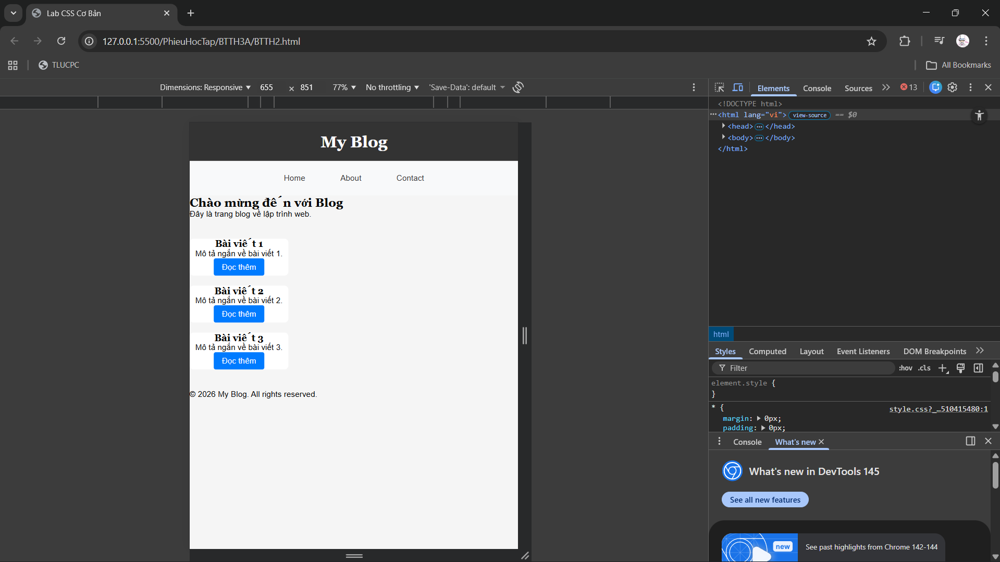 Lab CSS Cơ Bản
127.0.0.1:5500/PhieuHocTap/BTTH3A/BTTH2.html
TLUCPC
All Bookmarks
Dimensions: Responsive 655 × 851 77% No throttling 'Save-Data': default
Elements Console Sources 13
<!DOCTYPE html>
<html lang="vi"> view-source == $0
<head> </head>
<body> </body>
</html>
My Blog
Home About Contact
Chào mừng đến với Blog
Đây là trang blog về lập trình web.
Bài viết 1
Mô tả ngắn về bài viết 1.
Đọc thêm
Bài viết 2
Mô tả ngắn về bài viết 2.
Đọc thêm
Bài viết 3
Mô tả ngắn về bài viết 3.
Đọc thêm
© 2026 My Blog. All rights reserved.
html
Styles Computed Layout Event Listeners DOM Breakpoints
Filter :hov .cls
element.style {
}
* { style.css?_…510415480:1
margin: 0px;
padding: 0px;
Console What's new
What's new in DevTools 145
See all new features
new See past highlights from Chrome 142-144